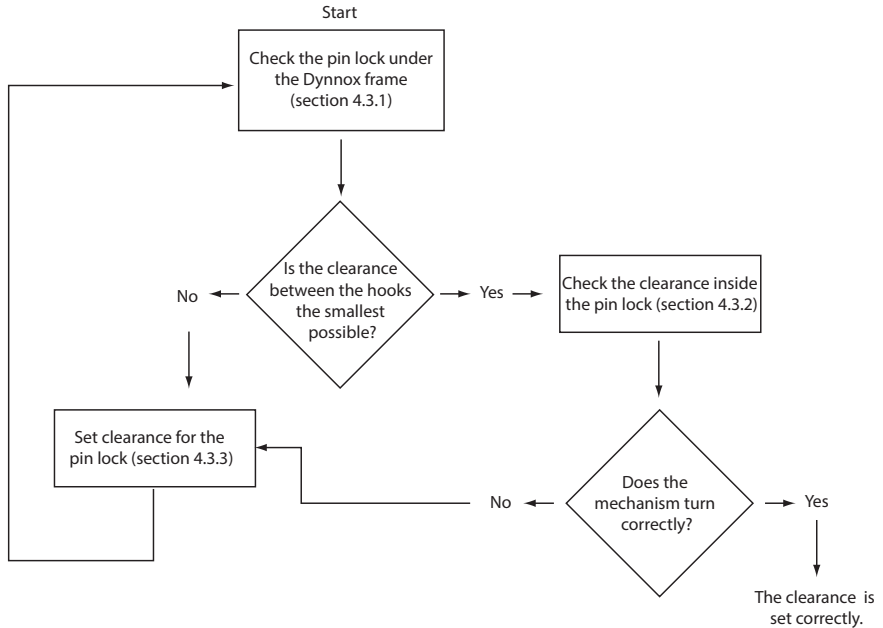 Start
Check the pin lock under
the Dynnox frame
(section 4.3.1)
Is the clearance
between the hooks
the smallest
possible?
No
Yes
Check the clearance inside
the pin lock (section 4.3.2)
Set clearance for the
pin lock (section 4.3.3)
Does the
mechanism turn
correctly?
No
Yes
The clearance is
set correctly.